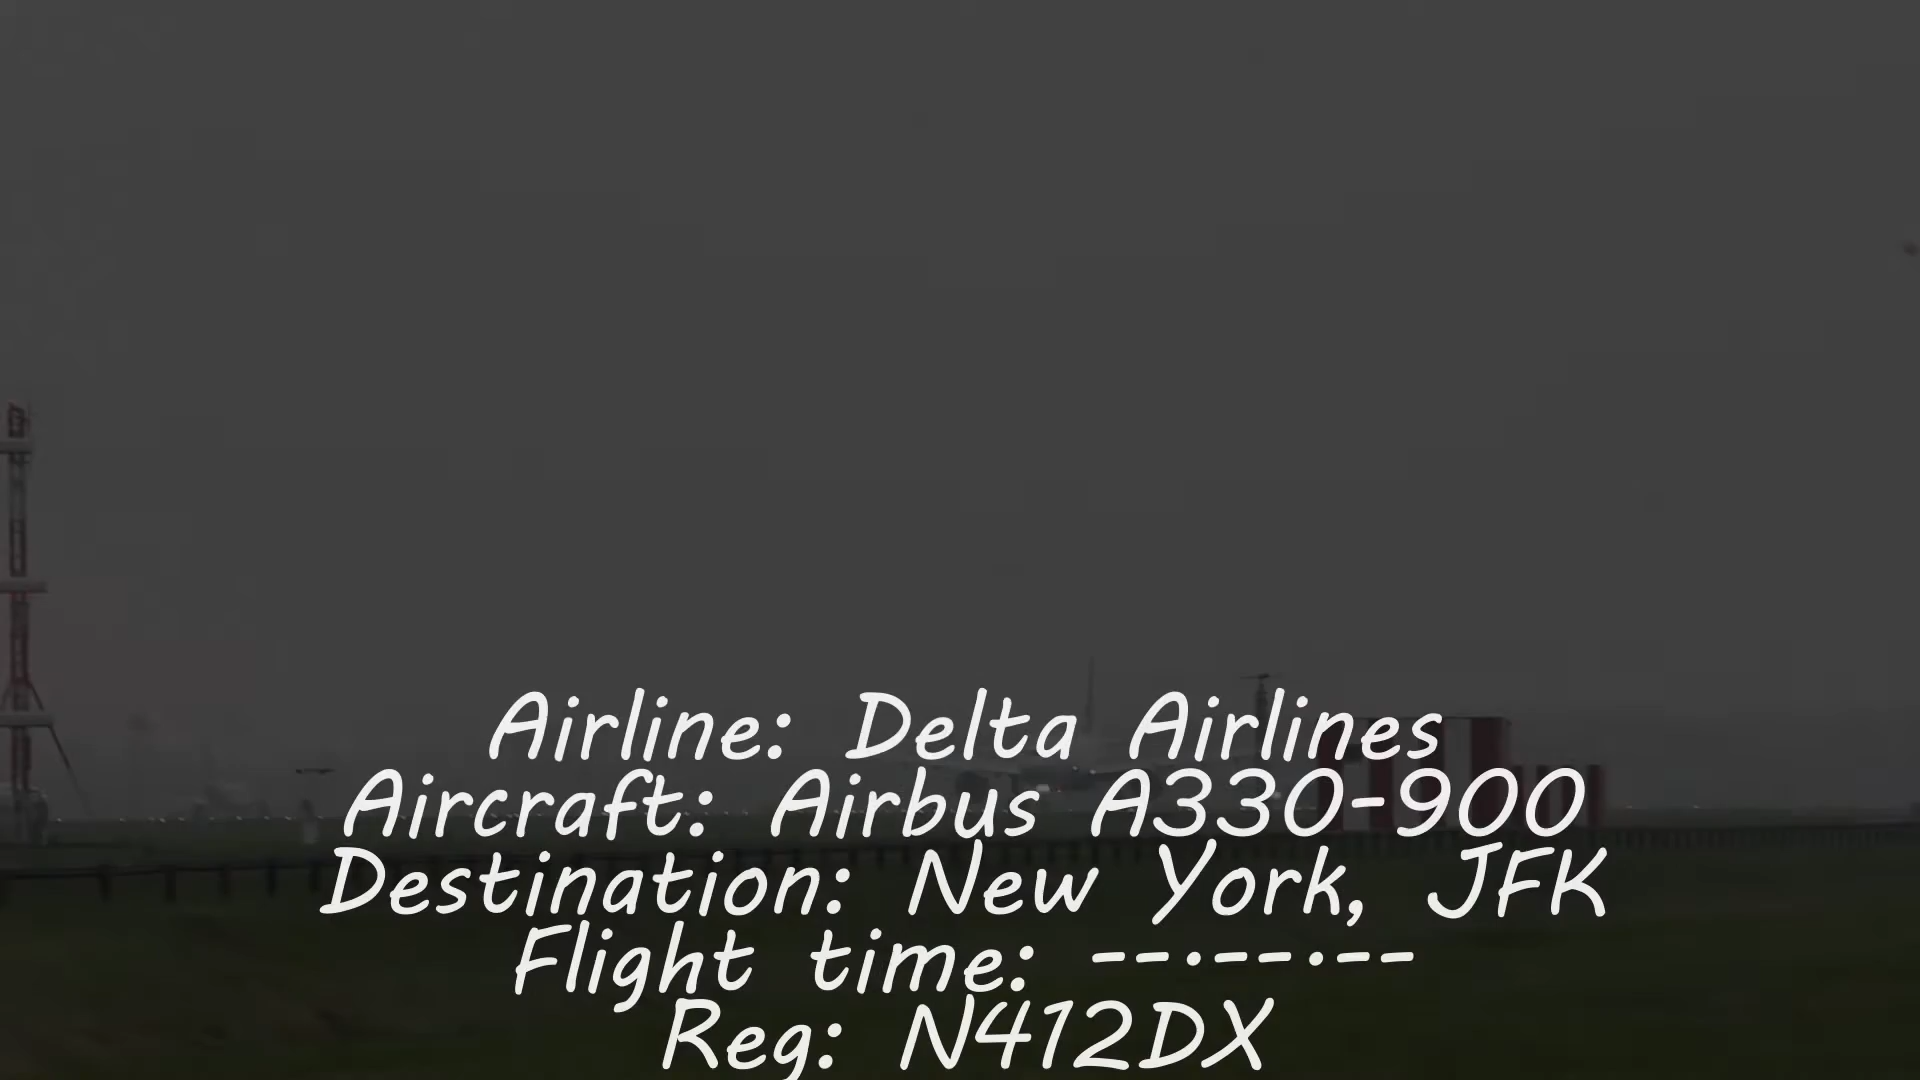 Airline: Delta Airlines
Aircraft: Airbus A330-900
Destination: New York, JFK
Flight time: --·--·--
Reg: N412DX